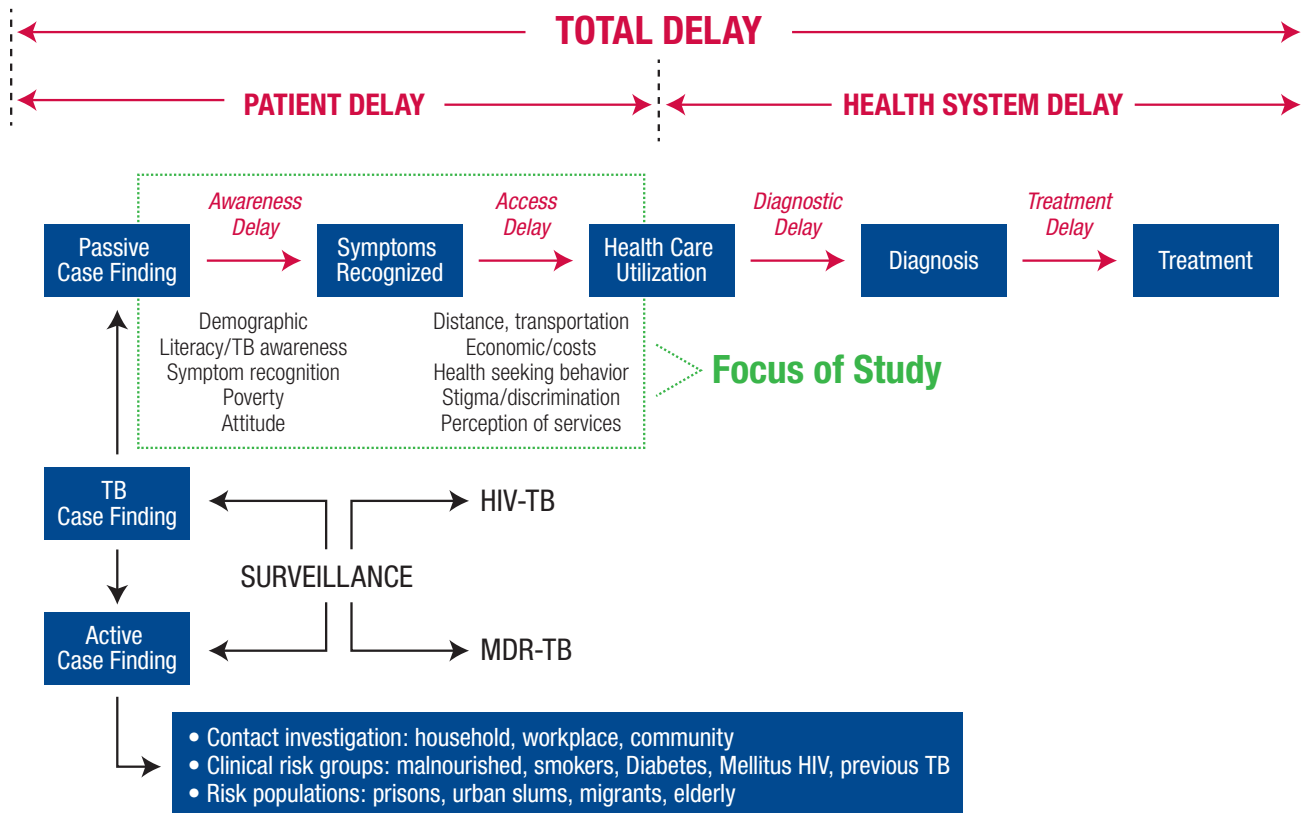 TOTAL DELAY
PATIENT DELAY
HEALTH SYSTEM DELAY
Awareness
Delay
Access
Delay
Diagnostic
Delay
Treatment
Delay
Passive
Case Finding
Symptoms
Recognized
Health Care
Utilization
Diagnosis
Treatment
Demographic
Literacy/TB awareness
Symptom recognition
Poverty
Attitude
Distance, transportation
Economic/costs
Health seeking behavior
Stigma/discrimination
Perception of services
Focus of Study
TB
Case Finding
HIV-TB
SURVEILLANCE
Active
Case Finding
MDR-TB
• Contact investigation: household, workplace, community
• Clinical risk groups: malnourished, smokers, Diabetes, Mellitus HIV, previous TB
• Risk populations: prisons, urban slums, migrants, elderly